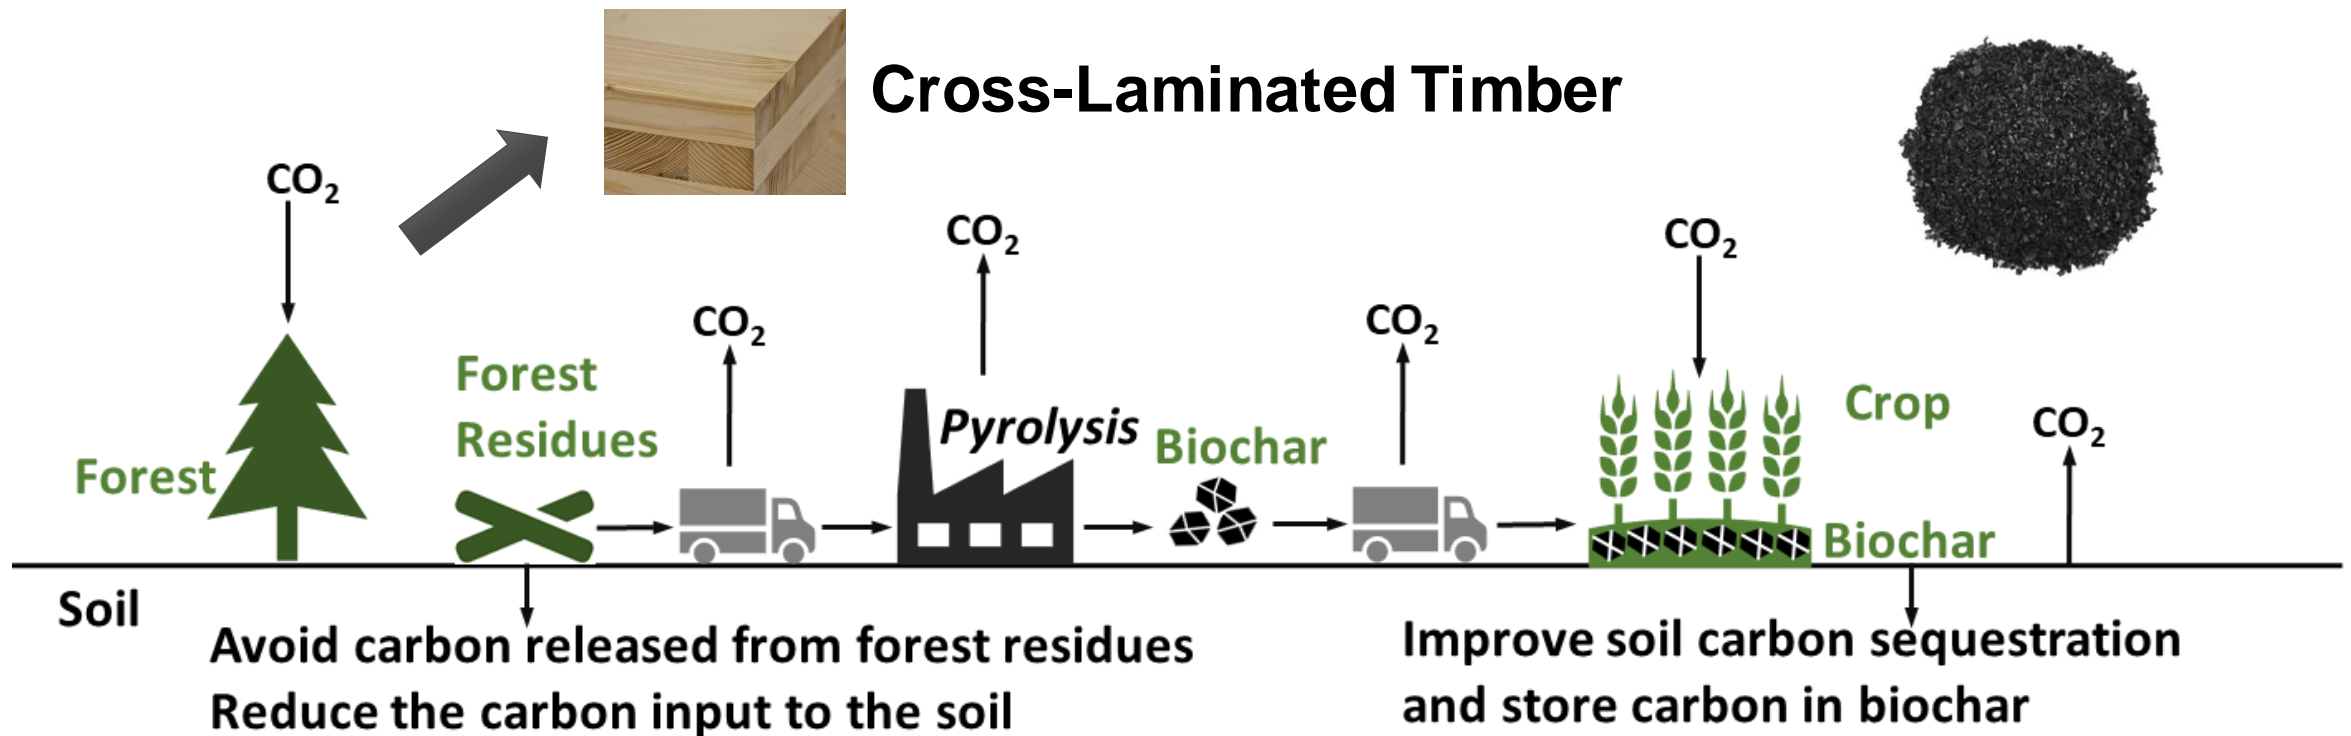 Cross-Laminated Timber
CO₂
CO₂
CO₂
CO₂
CO₂
CO₂
Forest
Residues
Forest
Pyrolysis
Biochar
Crop
Biochar
Soil
Avoid carbon released from forest residues
Reduce the carbon input to the soil
Improve soil carbon sequestration
and store carbon in biochar